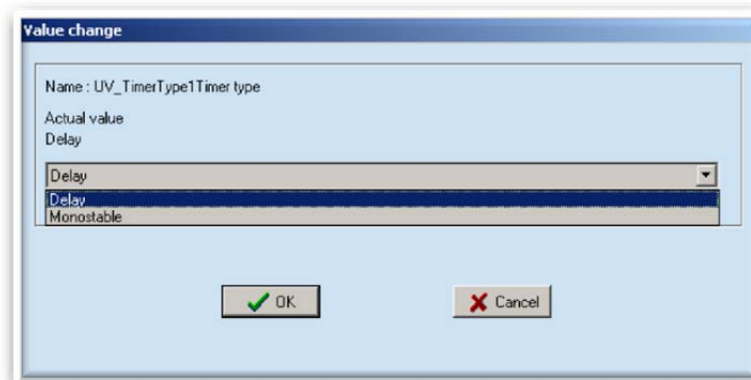 Value change
Name : UV_TimerType1Timer type
Actual value
Delay
Delay
Delay
Monostable
OK
Cancel